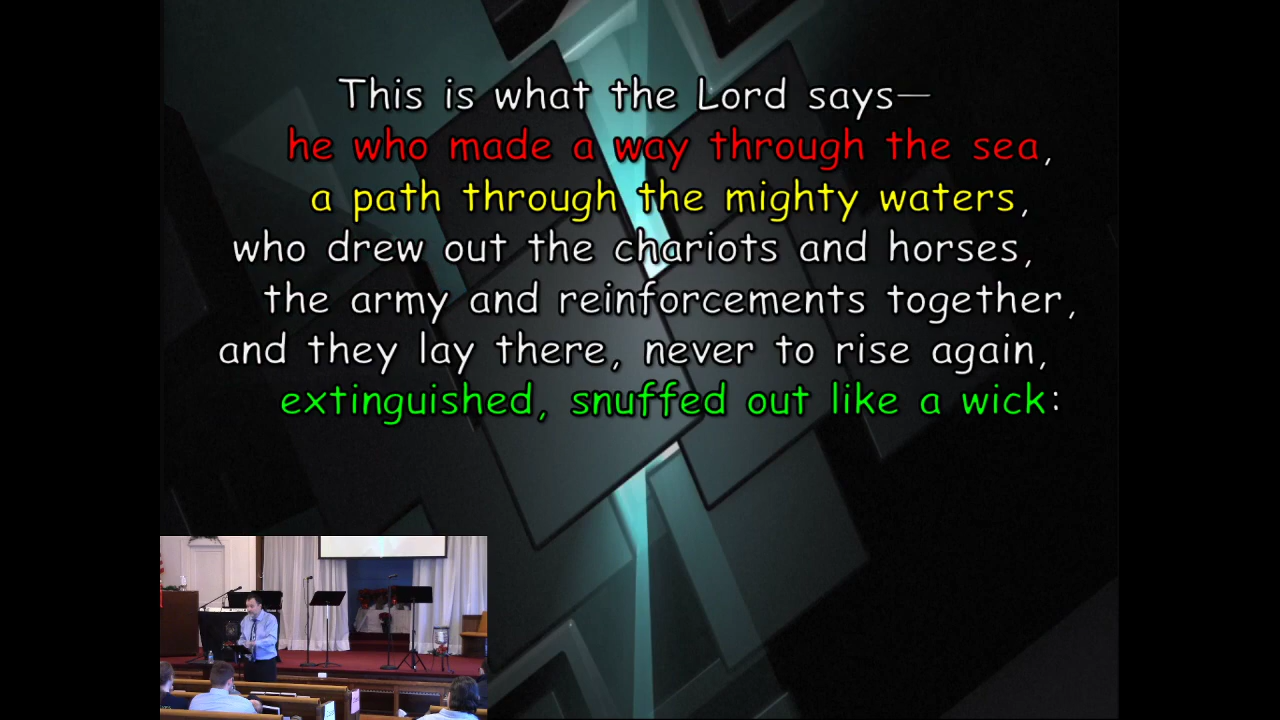 This is what the Lord says—
he who made a way through the sea,
a path through the mighty waters,
who drew out the chariots and horses,
the army and reinforcements together,
and they lay there, never to rise again,
extinguished, snuffed out like a wick: